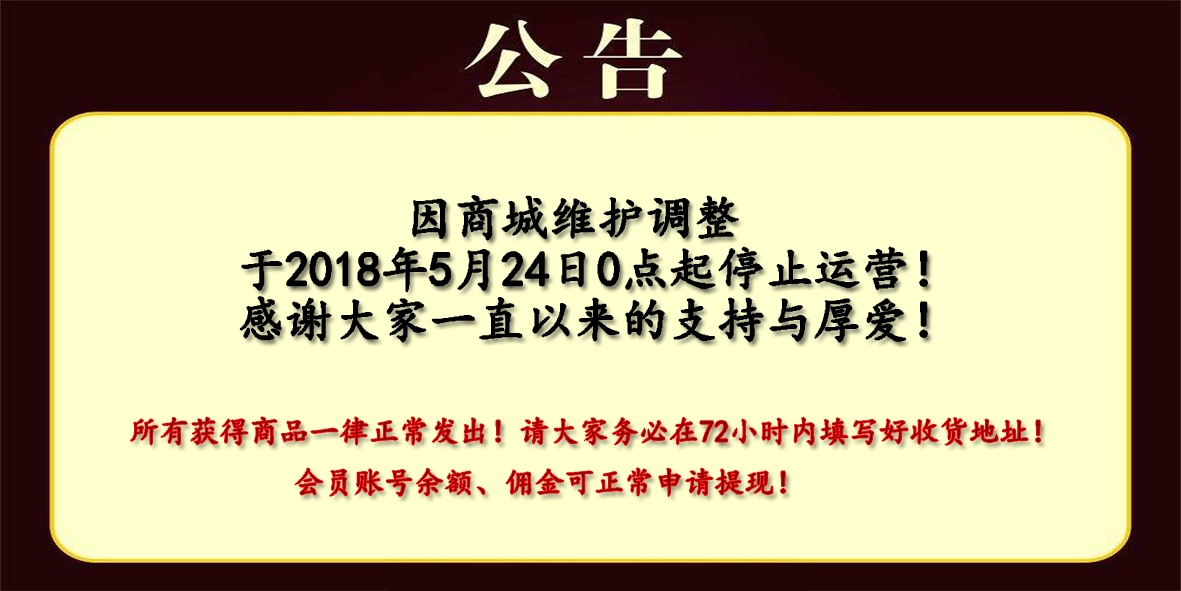 公告
因商城维护调整
于2018年5月24日0点起停止运营！
感谢大家一直以来的支持与厚爱！
所有获得商品一律正常发出！请大家务必在72小时内填写好收货地址！
会员账号余额、佣金可正常申请提现！